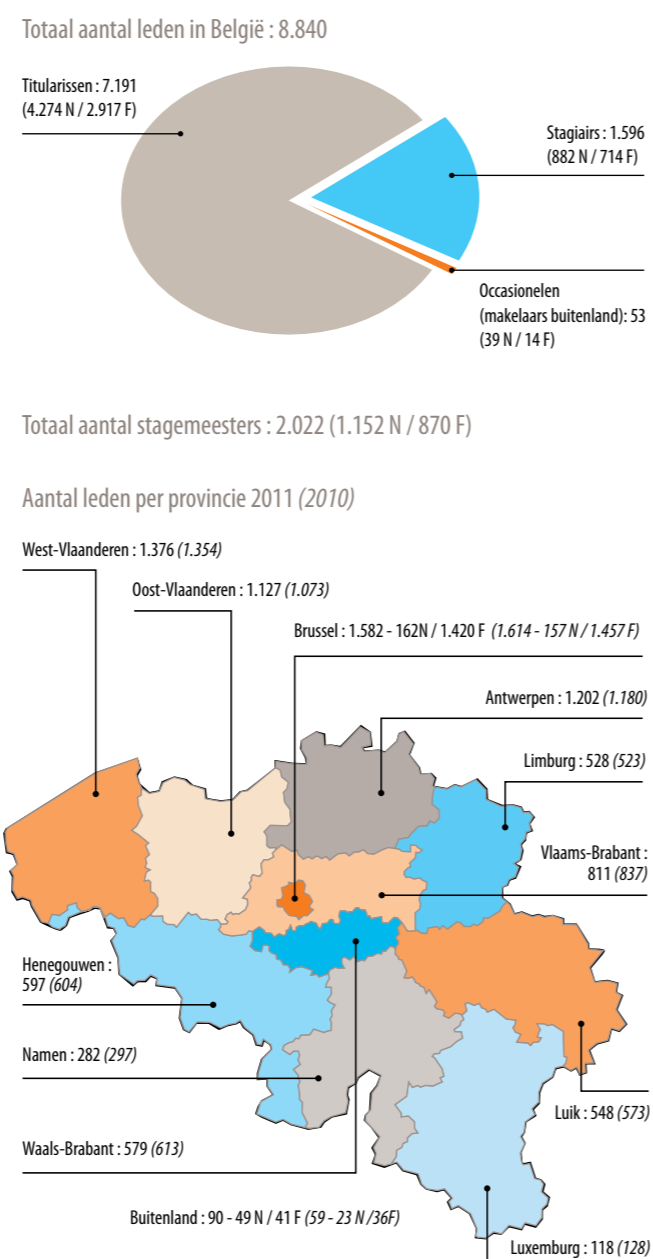 Totaal aantal leden in België : 8.840
Titularissen : 7.191
(4.274 N / 2.917 F)
Stagiairs : 1.596
(882 N / 714 F)
Occasionelen
(makelaars buitenland): 53
(39 N / 14 F)
Totaal aantal stagemeesters : 2.022 (1.152 N / 870 F)
Aantal leden per provincie 2011 (2010)
West-Vlaanderen : 1.376 (1.354)
Oost-Vlaanderen : 1.127 (1.073)
Brussel : 1.582 - 162N / 1.420 F (1.614 - 157 N / 1.457 F)
Antwerpen : 1.202 (1.180)
Limburg : 528 (523)
Vlaams-Brabant :
811 (837)
Henegouwen :
597 (604)
Namen : 282 (297)
Luik : 548 (573)
Waals-Brabant : 579 (613)
Buitenland : 90 - 49 N / 41 F (59 - 23 N /36F)
Luxemburg : 118 (128)